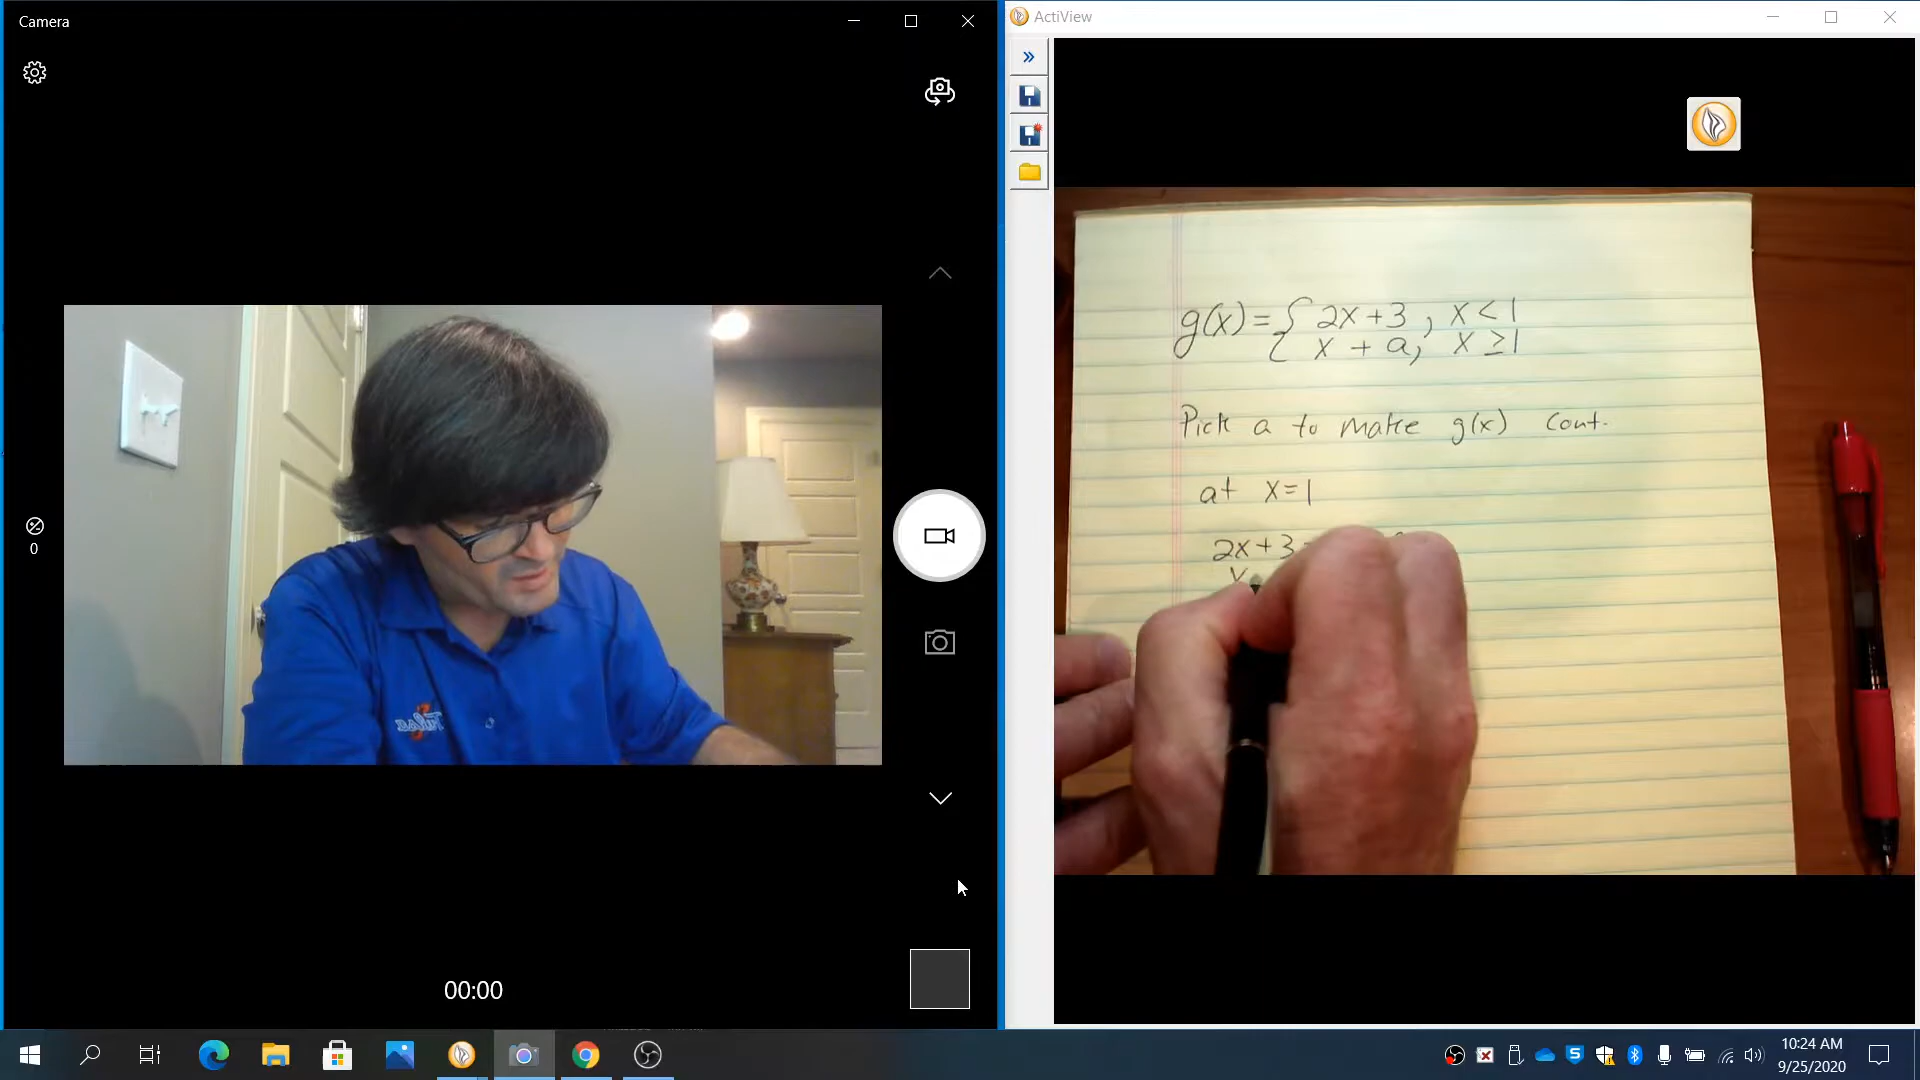 Camera
ActiView
g(x) = { 2x + 3 , x < 1
x + a, x ≥ 1
Pick a to make g(x) cont.
at x = 1
2x + 3
x
0
Tulsa
00:00
10:24 AM
9/25/2020